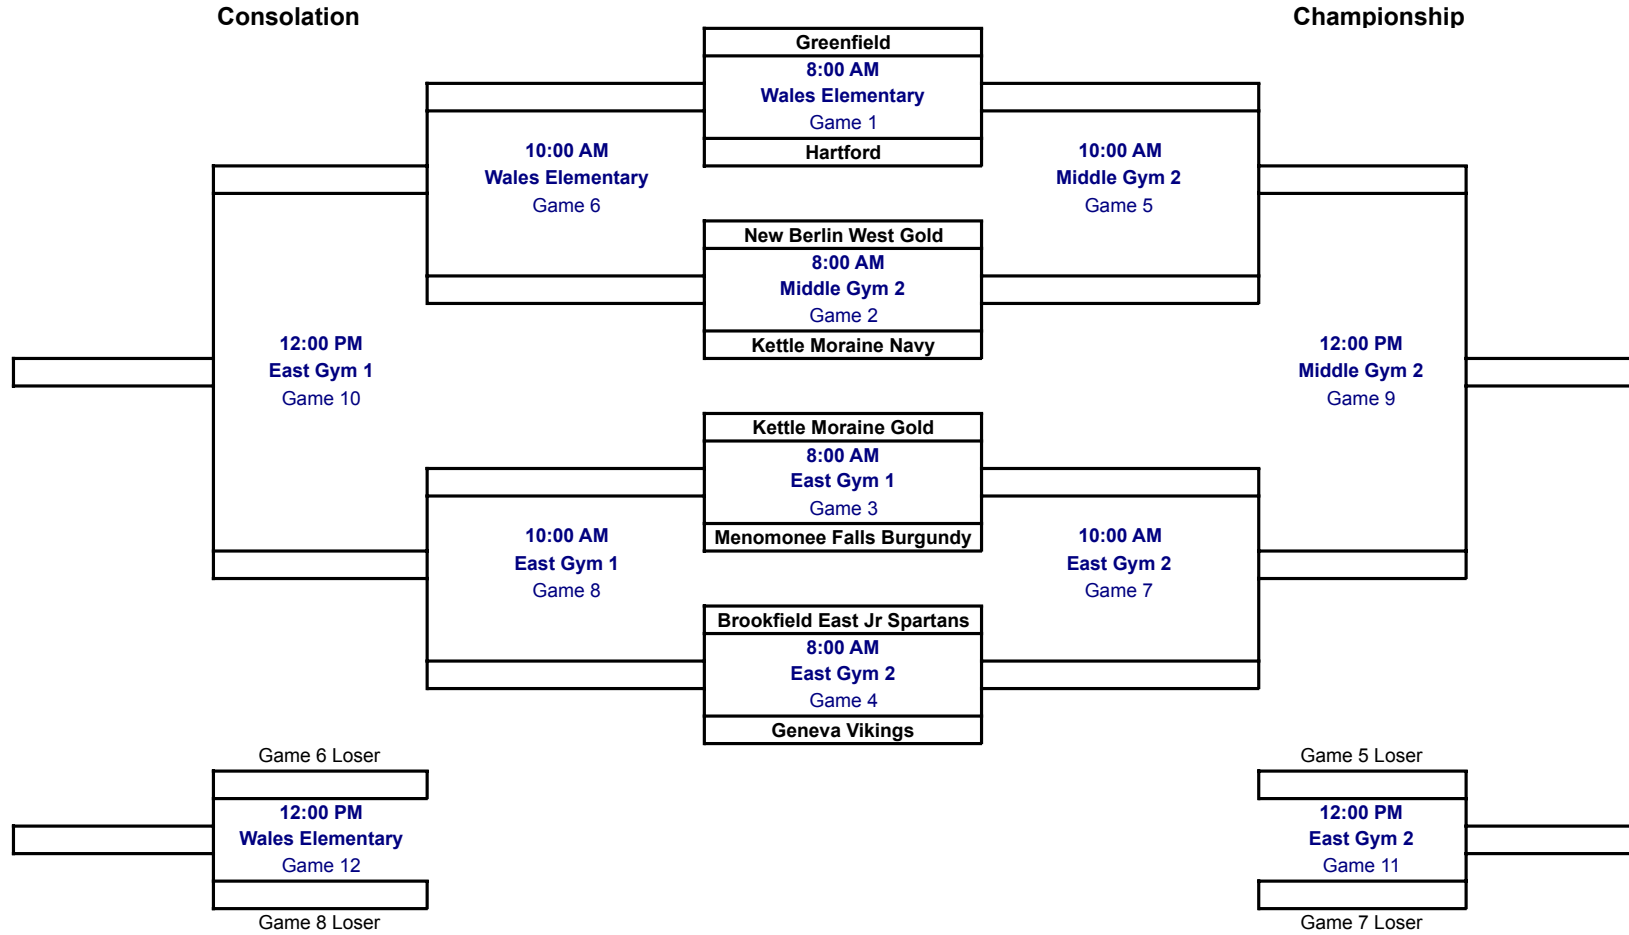 Consolation
Championship
Greenfield
8:00 AM
Wales Elementary
Game 1
Hartford
10:00 AM
Wales Elementary
Game 6
10:00 AM
Middle Gym 2
Game 5
New Berlin West Gold
8:00 AM
Middle Gym 2
Game 2
Kettle Moraine Navy
12:00 PM
East Gym 1
Game 10
12:00 PM
Middle Gym 2
Game 9
Kettle Moraine Gold
8:00 AM
East Gym 1
Game 3
Menomonee Falls Burgundy
10:00 AM
East Gym 1
Game 8
10:00 AM
East Gym 2
Game 7
Brookfield East Jr Spartans
8:00 AM
East Gym 2
Game 4
Geneva Vikings
Game 6 Loser
12:00 PM
Wales Elementary
Game 12
Game 8 Loser
Game 5 Loser
12:00 PM
East Gym 2
Game 11
Game 7 Loser